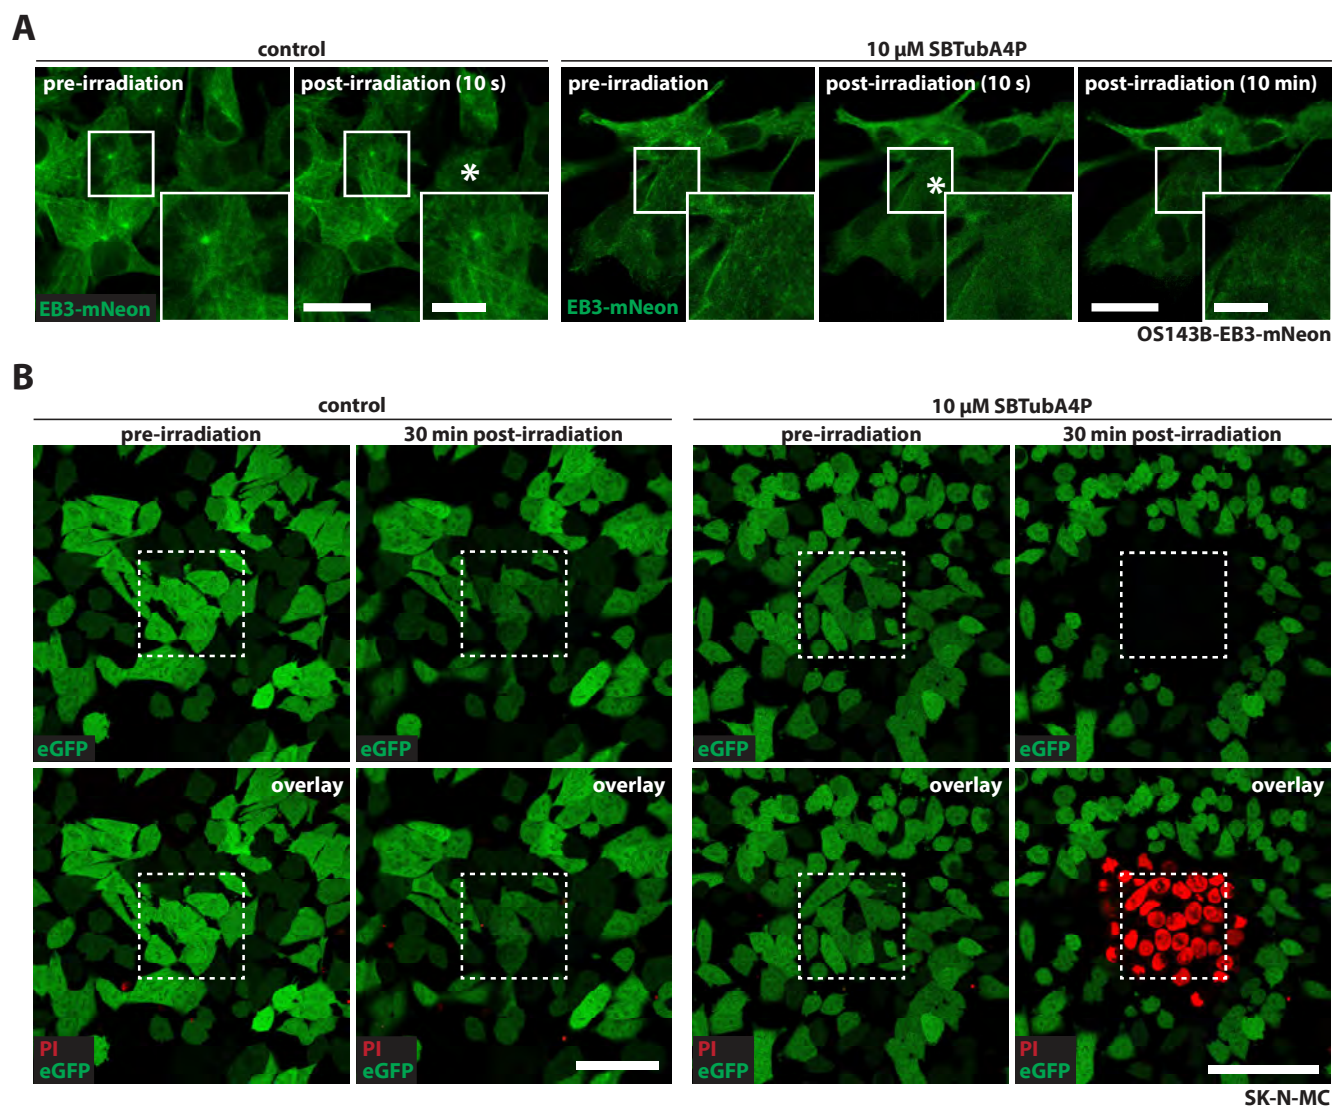 A
control
10 µM SBTubA4P
pre-irradiation
post-irradiation (10 s)
pre-irradiation
post-irradiation (10 s)
post-irradiation (10 min)
*
*
EB3-mNeon
EB3-mNeon
OS143B-EB3-mNeon
B
control
10 µM SBTubA4P
pre-irradiation
30 min post-irradiation
pre-irradiation
30 min post-irradiation
eGFP
eGFP
eGFP
eGFP
overlay
overlay
overlay
overlay
PI
eGFP
PI
eGFP
PI
eGFP
PI
eGFP
SK-N-MC